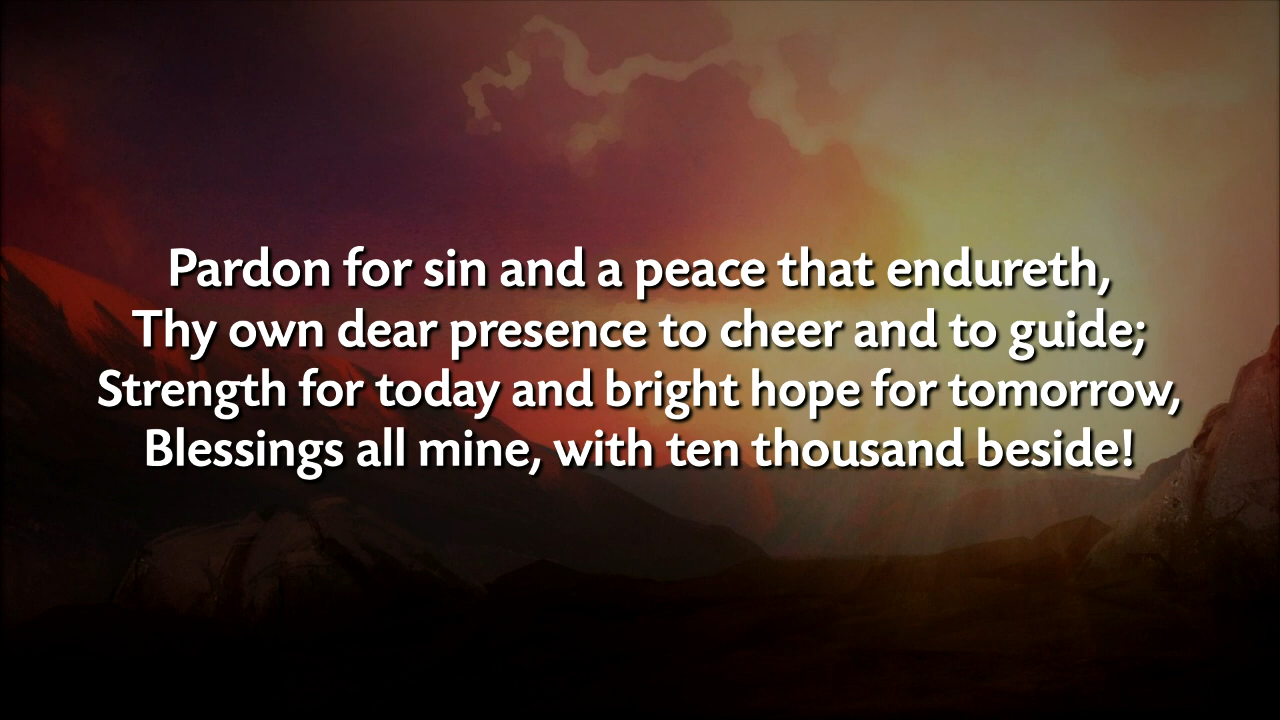 Pardon for sin and a peace that endureth,
Thy own dear presence to cheer and to guide;
Strength for today and bright hope for tomorrow,
Blessings all mine, with ten thousand beside!